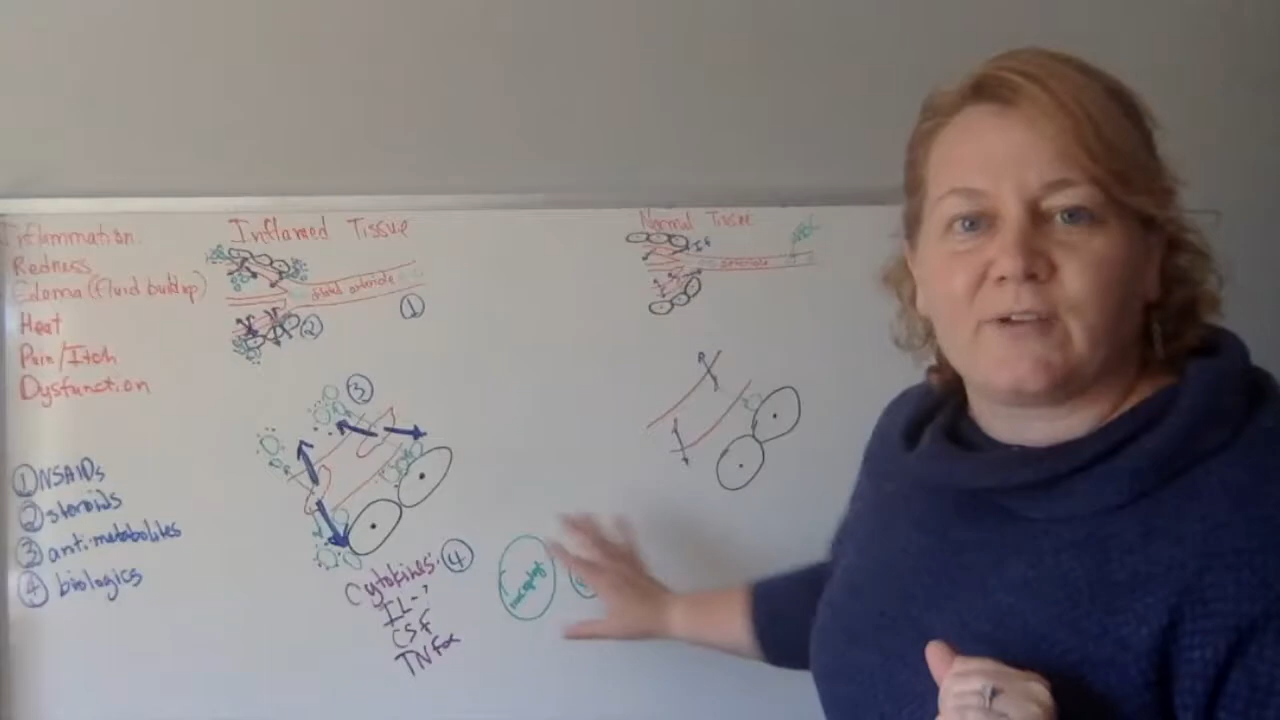 Inflammation
Redness
Edema (fluid buildup)
Heat
Pain/Itch
Dysfunction
Inflamed Tissue
dilated arteriole
①
②
Normal Tissue
arteriole
③
① NSAIDs
② steroids
③ anti-metabolites
④ biologics
Cytokines: ④
IL-?
CSF
TNFα